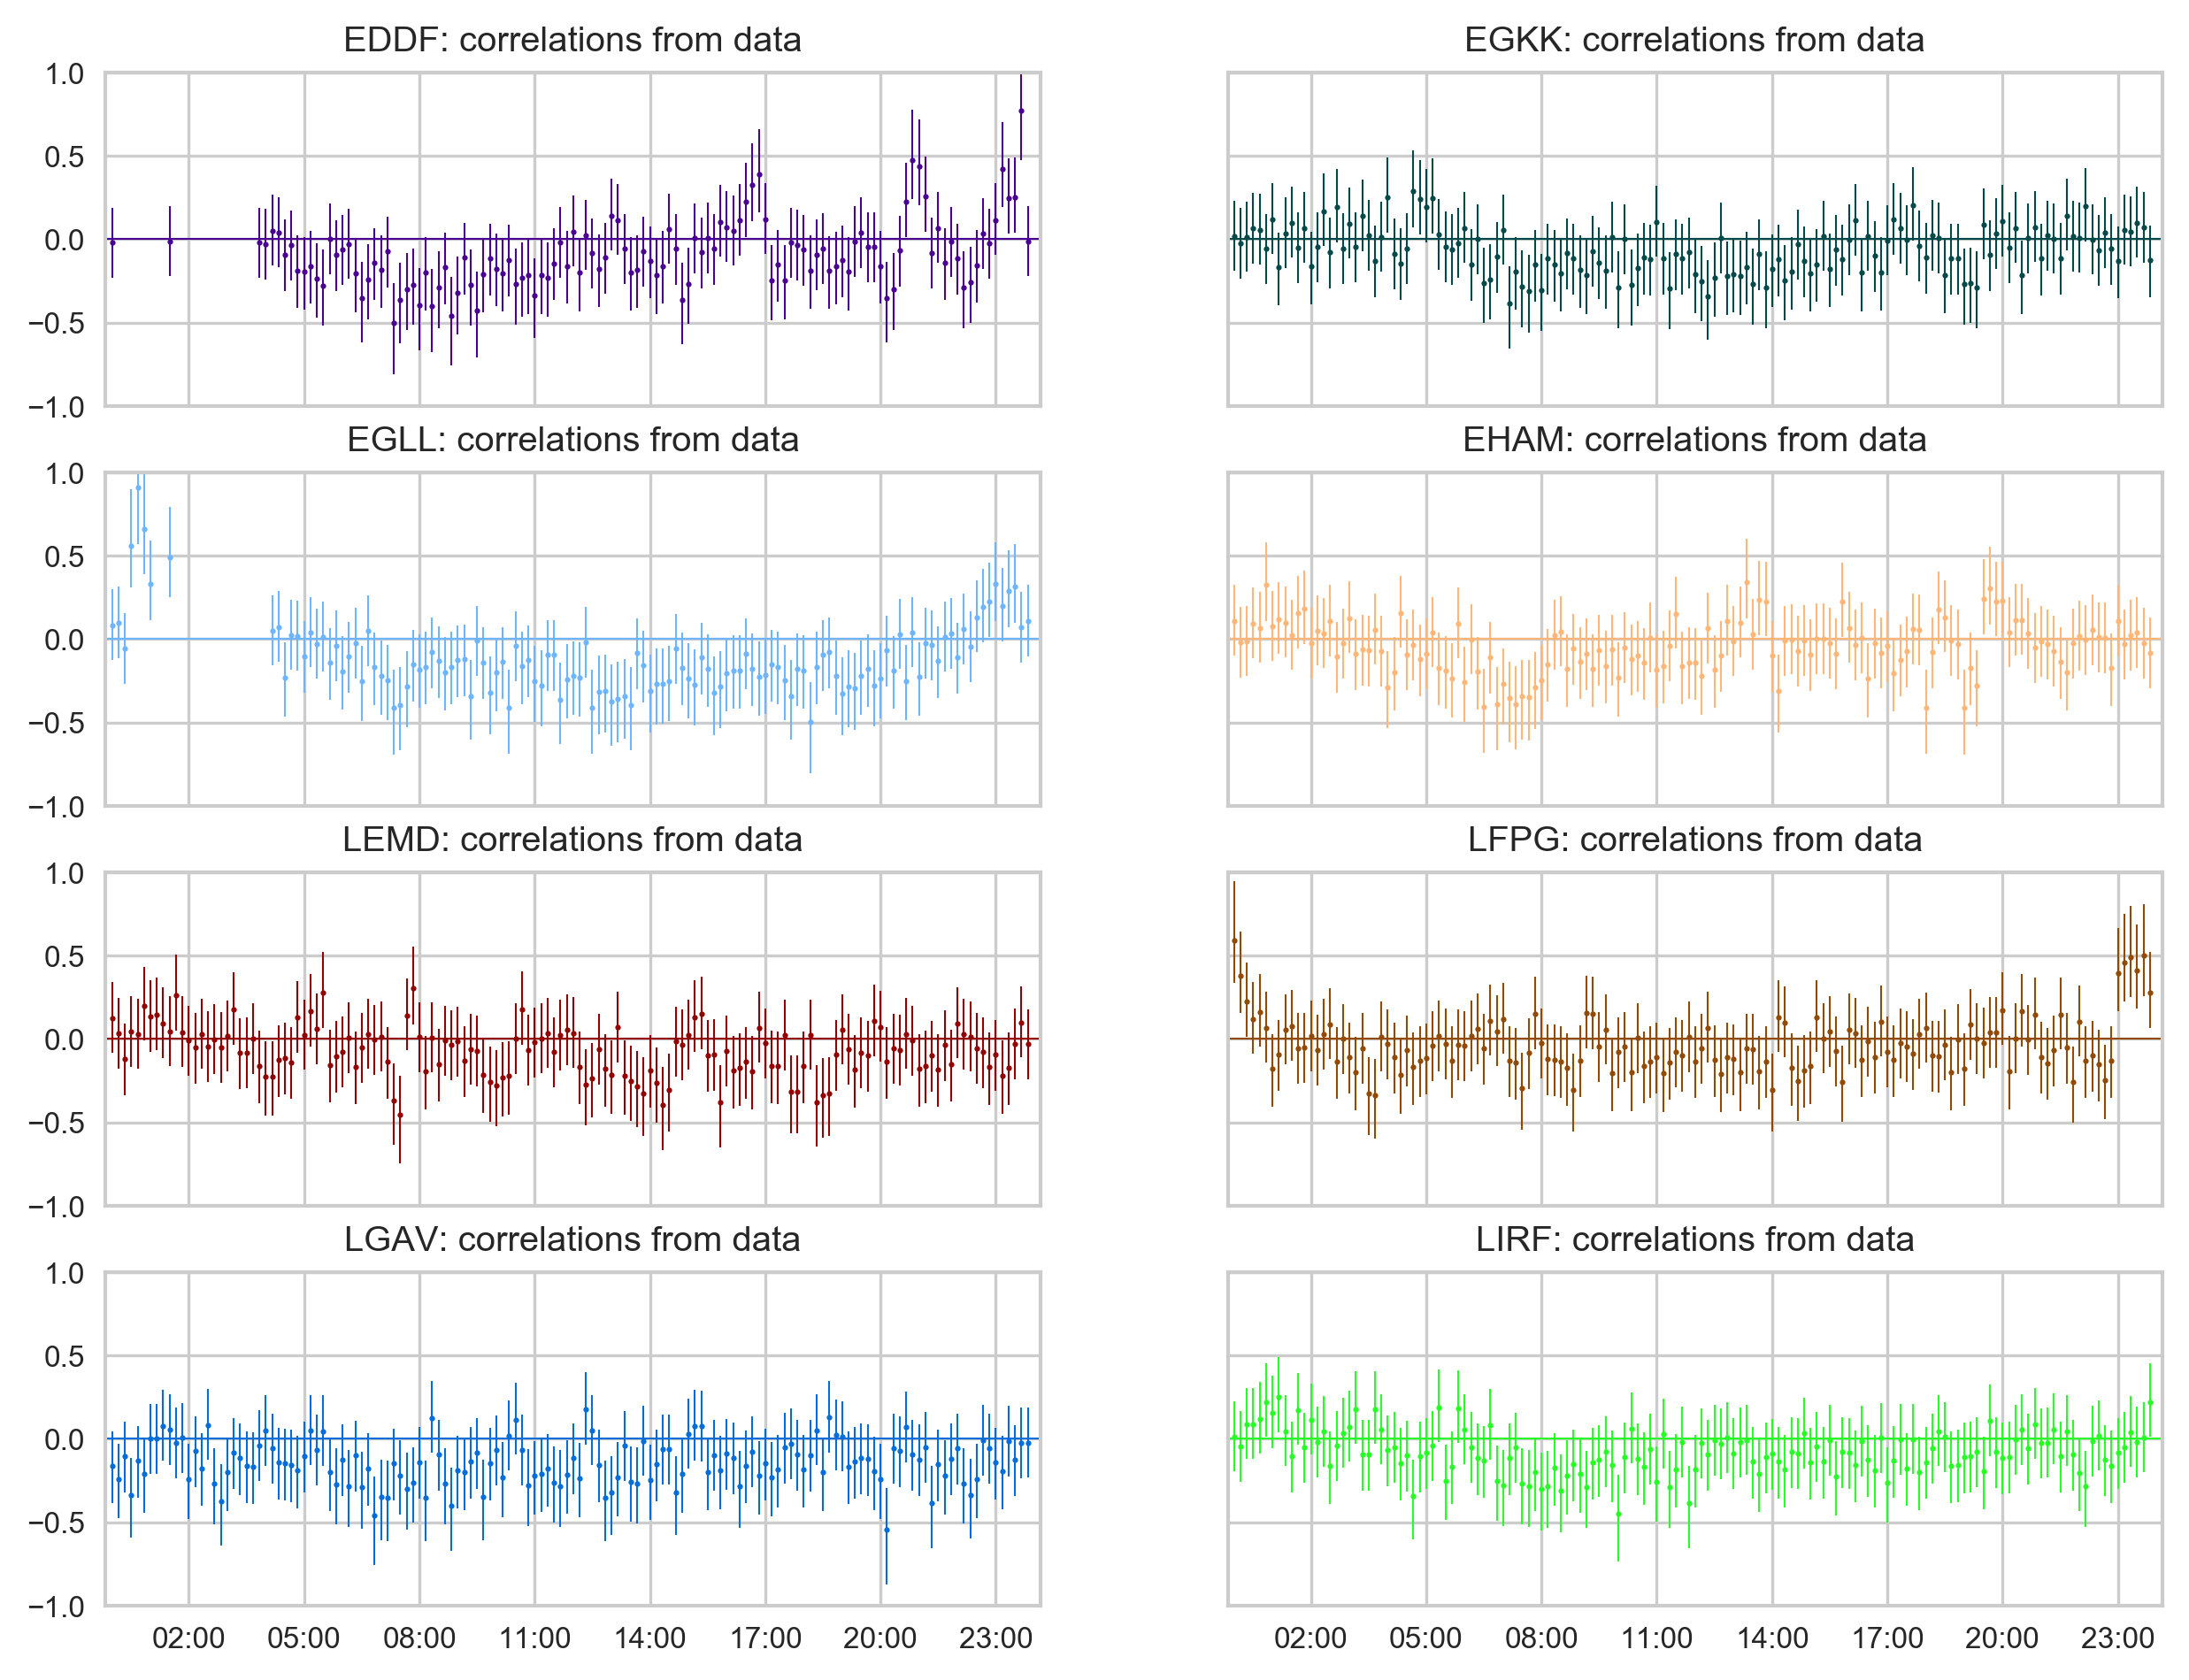 EDDF: correlations from data
EGKK: correlations from data
1.0
0.5
0.0
−0.5
−1.0
EGLL: correlations from data
EHAM: correlations from data
1.0
0.5
0.0
−0.5
−1.0
LEMD: correlations from data
LFPG: correlations from data
1.0
0.5
0.0
−0.5
−1.0
LGAV: correlations from data
LIRF: correlations from data
1.0
0.5
0.0
−0.5
−1.0
02:00 05:00 08:00 11:00 14:00 17:00 20:00 23:00
02:00 05:00 08:00 11:00 14:00 17:00 20:00 23:00